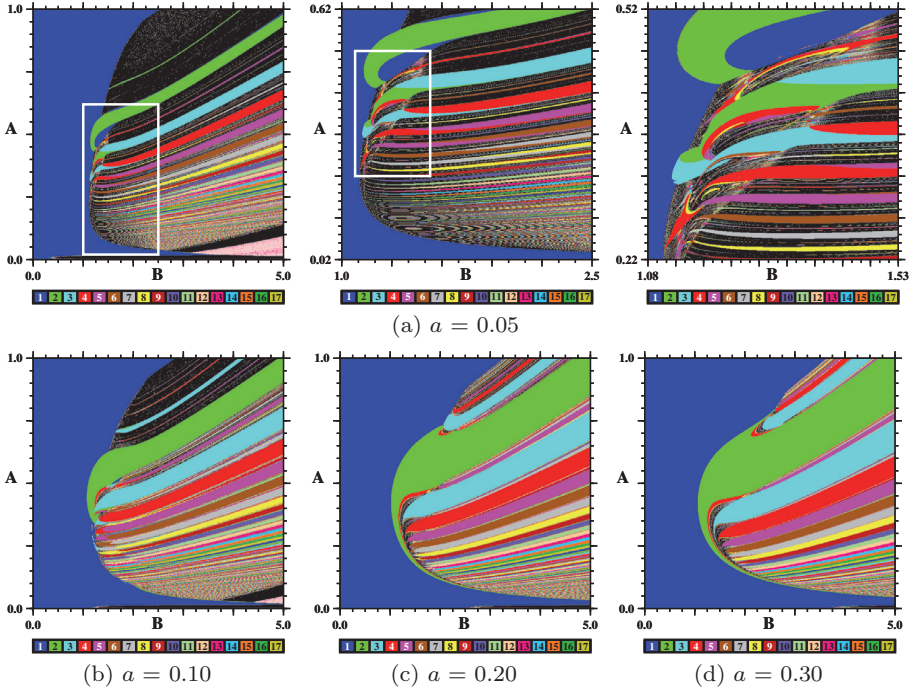 1.0 0.62 0.52
A A A
0.0 0.02 0.22
0.0 B 5.0 1.0 B 2.5 1.08 B 1.53
1 2 3 4 5 6 7 8 9 10 11 12 13 14 15 16 17 1 2 3 4 5 6 7 8 9 10 11 12 13 14 15 16 17 1 2 3 4 5 6 7 8 9 10 11 12 13 14 15 16 17
(a) a = 0.05
1.0 1.0 1.0
A A A
0.0 0.0 0.0
0.0 B 5.0 0.0 B 5.0 0.0 B 5.0
1 2 3 4 5 6 7 8 9 10 11 12 13 14 15 16 17 1 2 3 4 5 6 7 8 9 10 11 12 13 14 15 16 17 1 2 3 4 5 6 7 8 9 10 11 12 13 14 15 16 17
(b) a = 0.10 (c) a = 0.20 (d) a = 0.30